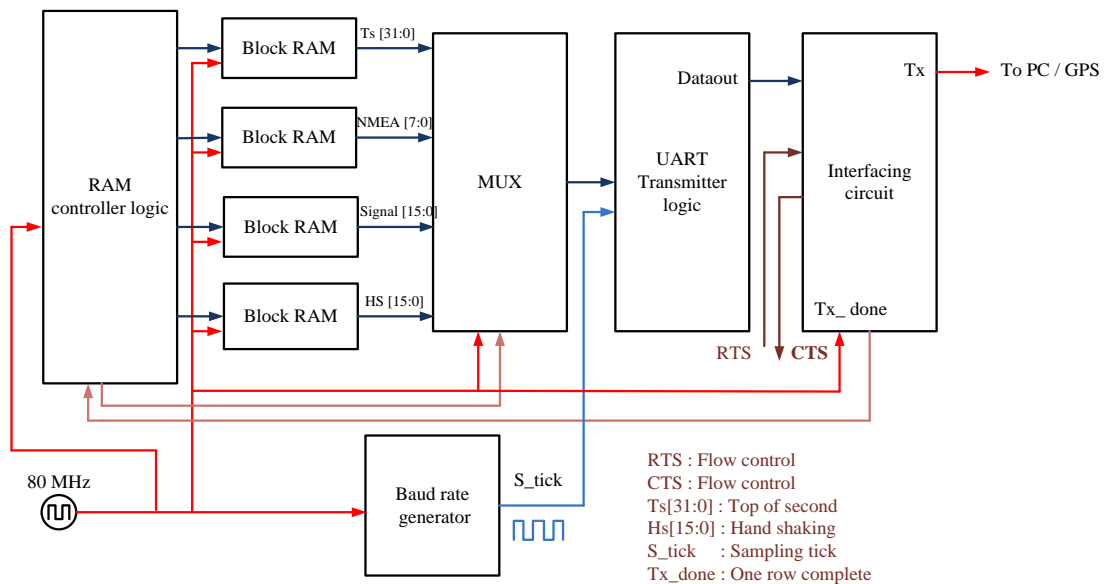 Ts [31:0]
Block RAM
NMEA [7:0]
Block RAM
Signal [15:0]
Block RAM
HS [15:0]
Block RAM
RAM
controller logic
MUX
Dataout
UART
Transmitter
logic
Tx
To PC / GPS
Interfacing
circuit
Tx_ done
RTS
CTS
80 MHz
Baud rate
generator
S_tick
RTS : Flow control
CTS : Flow control
Ts[31:0] : Top of second
Hs[15:0] : Hand shaking
S_tick : Sampling tick
Tx_done : One row complete